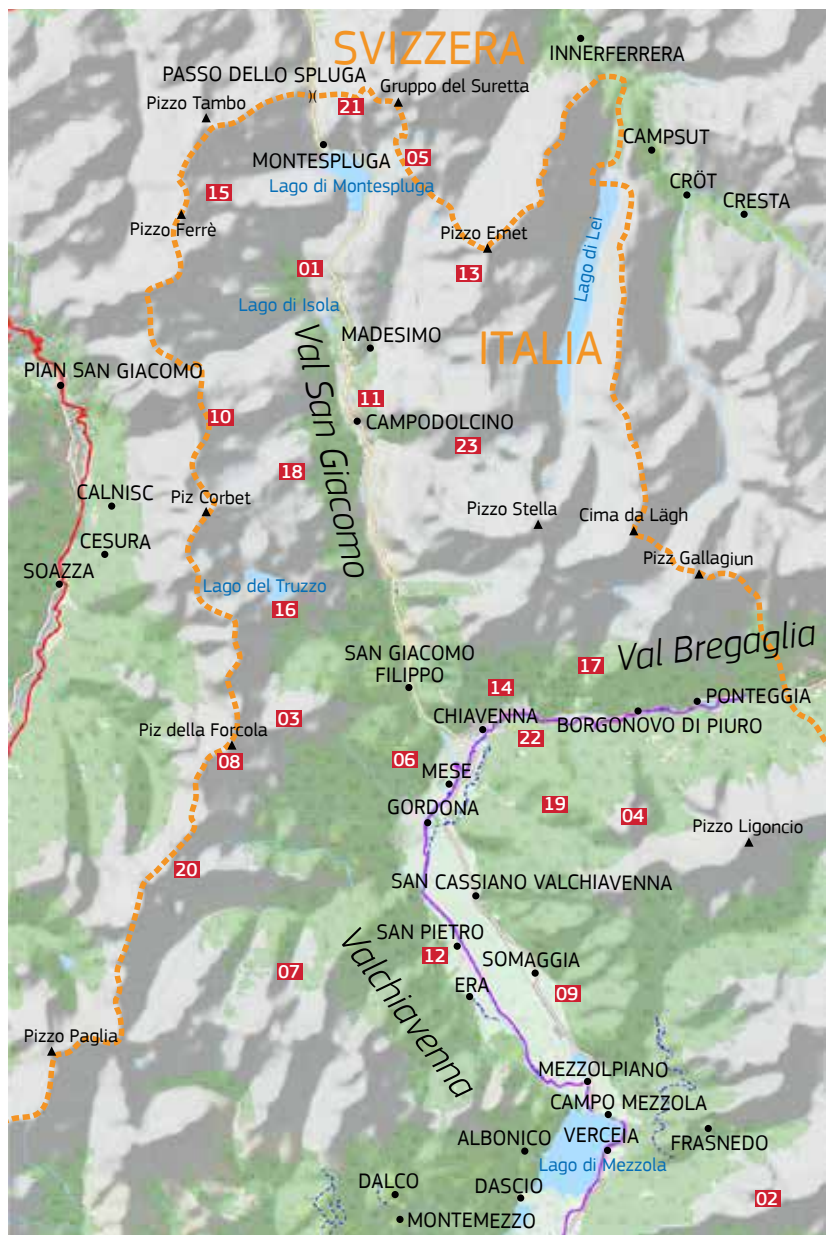 SVIZZERA
INNERFERRERA
PASSO DELLO SPLUGA
Gruppo del Suretta
Pizzo Tambo
21
MONTESPLUGA
05
CAMPSUT
Lago di Montespluga
15
CRÖT
CRESTA
Pizzo Ferrè
Pizzo Emet
01
13
Lago di Lei
Lago di Isola
MADESIMO
ITALIA
Val San Giacomo
PIAN SAN GIACOMO
11
10
CAMPODOLCINO
23
18
CALNISC
Piz Corbet
Pizzo Stella
Cima da Lägh
CESURA
Pizz Gallagiun
SOAZZA
Lago del Truzzo
16
SAN GIACOMO
FILIPPO
17
Val Bregaglia
14
PONTEGGIA
03
CHIAVENNA
BORGONOVO DI PIURO
Piz della Forcola
22
08
06
MESE
19
04
GORDONA
Pizzo Ligoncio
20
SAN CASSIANO VALCHIAVENNA
Valchiavenna
SAN PIETRO
12
SOMAGGIA
07
ERA
09
Pizzo Paglia
MEZZOLPIANO
CAMPO MEZZOLA
ALBONICO
VERCEIA
FRASNEDO
Lago di Mezzola
DALCO
DASCIO
02
MONTEMEZZO